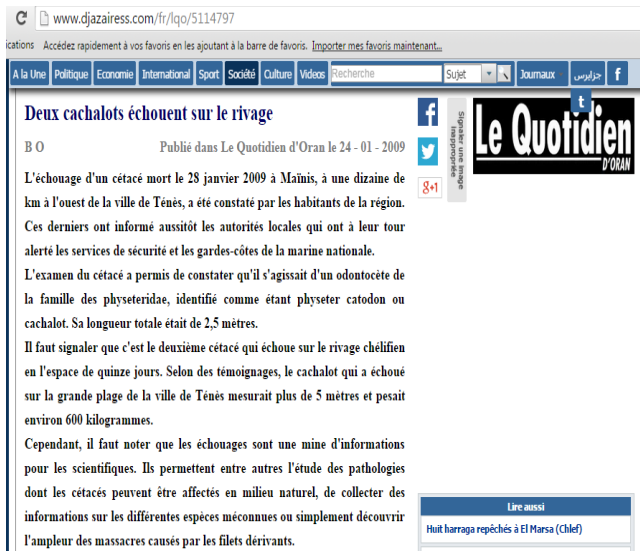 www.djazairess.com/fr/lqo/5114797
ications Accédez rapidement à vos favoris en les ajoutant à la barre de favoris. Importer mes favoris maintenant...
A la Une Politique Economie International Sport Société Culture Videos Recherche Sujet Journaux جزايرس f
t
Deux cachalots échouent sur le rivage
B O Publié dans Le Quotidien d'Oran le 24 - 01 - 2009
L'échouage d'un cétacé mort le 28 janvier 2009 à Maïnis, à une dizaine de
km à l'ouest de la ville de Ténès, a été constaté par les habitants de la région.
Ces derniers ont informé aussitôt les autorités locales qui ont à leur tour
alerté les services de sécurité et les gardes-côtes de la marine nationale.
L'examen du cétacé a permis de constater qu'il s'agissait d'un odontocète de
la famille des physeteridae, identifié comme étant physeter catodon ou
cachalot. Sa longueur totale était de 2,5 mètres.
Il faut signaler que c'est le deuxième cétacé qui échoue sur le rivage chélifien
en l'espace de quinze jours. Selon des témoignages, le cachalot qui a échoué
sur la grande plage de la ville de Ténès mesurait plus de 5 mètres et pesait
environ 600 kilogrammes.
Cependant, il faut noter que les échouages sont une mine d'informations
pour les scientifiques. Ils permettent entre autres l'étude des pathologies
dont les cétacés peuvent être affectés en milieu naturel, de collecter des
informations sur les différentes espèces méconnues ou simplement découvrir
l'ampleur des massacres causés par les filets dérivants.
f
g+1
Signaler une image
inappropriée
Le Quotidien
D'ORAN
Lire aussi
Huit harraga repêchés à El Marsa (Chlef)